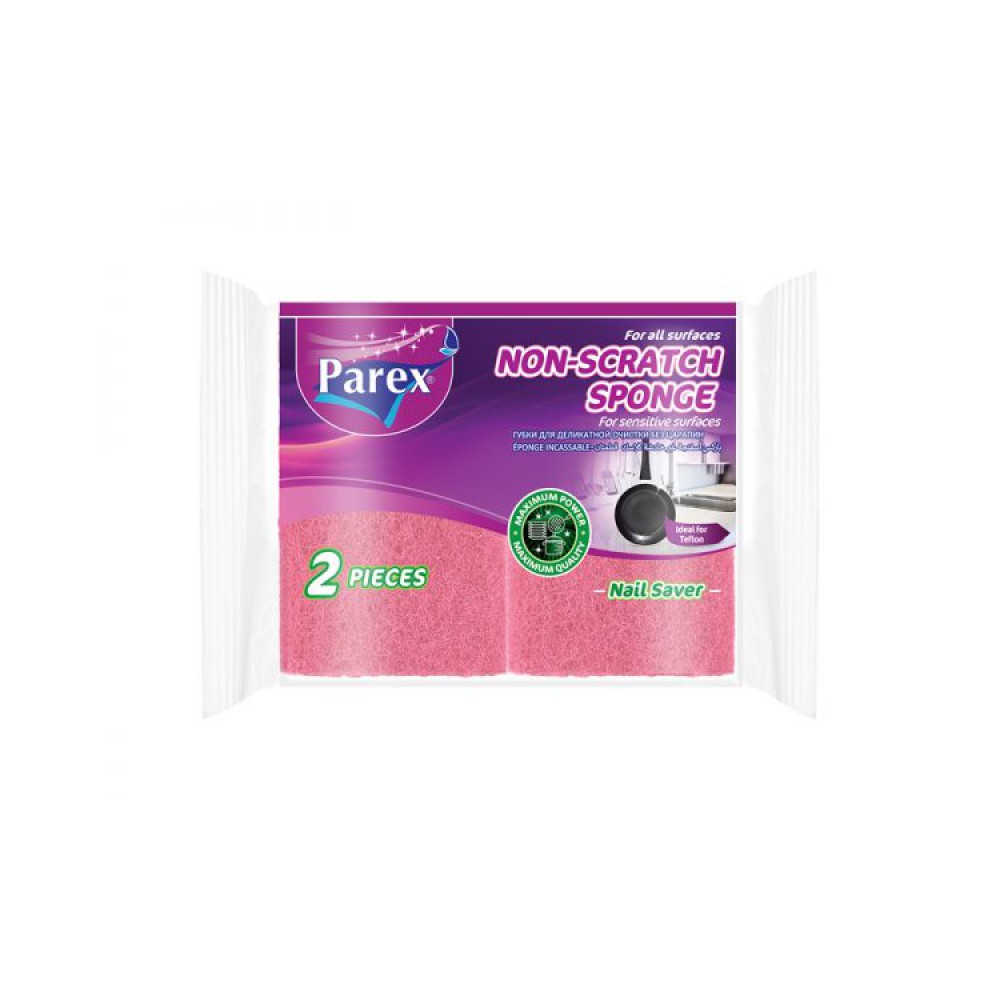 For all surfaces
Parex®
NON-SCRATCH
SPONGE
For sensitive surfaces
ГУБКИ ДЛЯ ДЕЛИКАТНОЙ ОЧИСТКИ БЕЗ ЦАРАПИН
ÉPONGE INCASSABLE-
MAXIMUM POWER
MAXIMUM QUALITY
Ideal for
Teflon
2 PIECES
– Nail Saver –